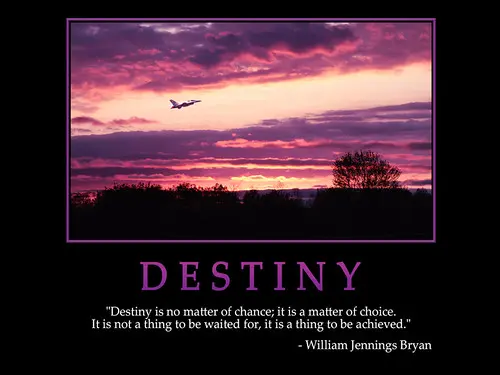 DESTINY
"Destiny is no matter of chance; it is a matter of choice.
It is not a thing to be waited for, it is a thing to be achieved."
- William Jennings Bryan